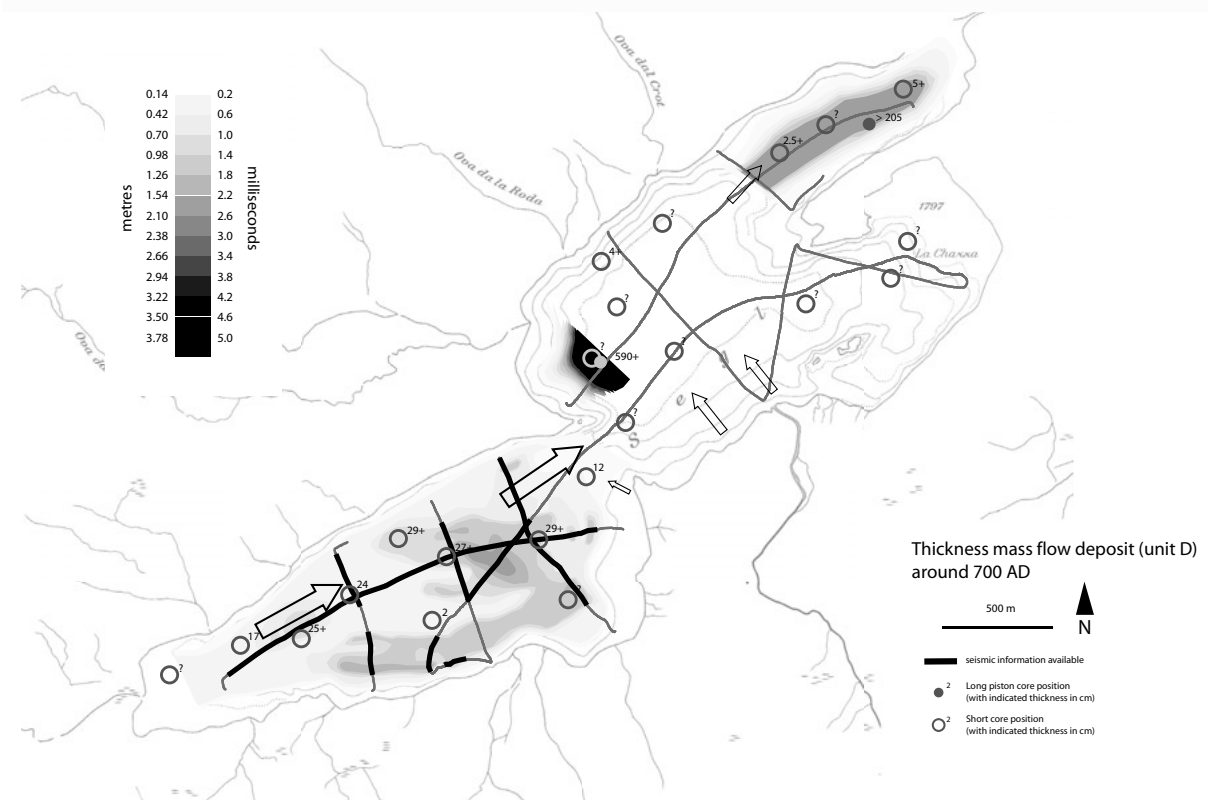 Ova dal Crot
Ova da la Roda
0.14 0.2
0.42 0.6
0.70 1.0
0.98 1.4
1.26 1.8
1.54 2.2
2.10 2.6
2.38 3.0
2.66 3.4
2.94 3.8
3.22 4.2
3.50 4.6
3.78 5.0
metres
milliseconds
5+
?
> 205
2.5+
?
1797
4+
?
La Chaxxa
?
?
?
?
590+
?
l
e
S
?
12
29+
29+
27+
24
2
17
25+
?
Thickness mass flow deposit (unit D)
around 700 AD
500 m
N
seismic information available
2 Long piston core position
(with indicated thickness in cm)
2 Short core position
(with indicated thickness in cm)